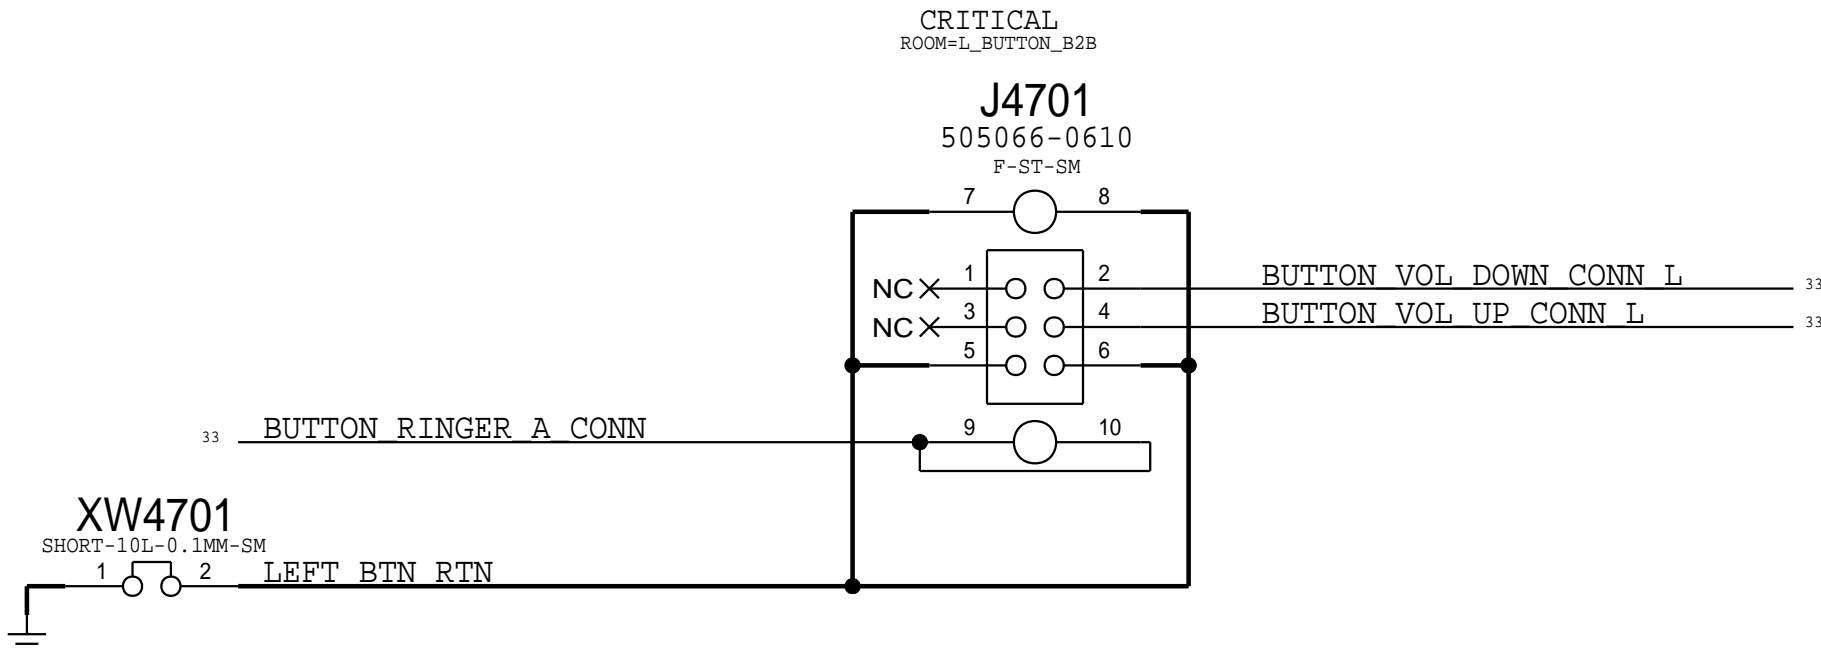 CRITICAL
ROOM=L_BUTTON_B2B
J4701
505066-0610
F-ST-SM
7 8
NC 1 2 BUTTON_VOL_DOWN_CONN_L 33
NC 3 4 BUTTON_VOL_UP_CONN_L 33
5 6
33 BUTTON_RINGER_A_CONN 9 10
XW4701
SHORT-10L-0.1MM-SM
1 2 LEFT_BTN_RTN